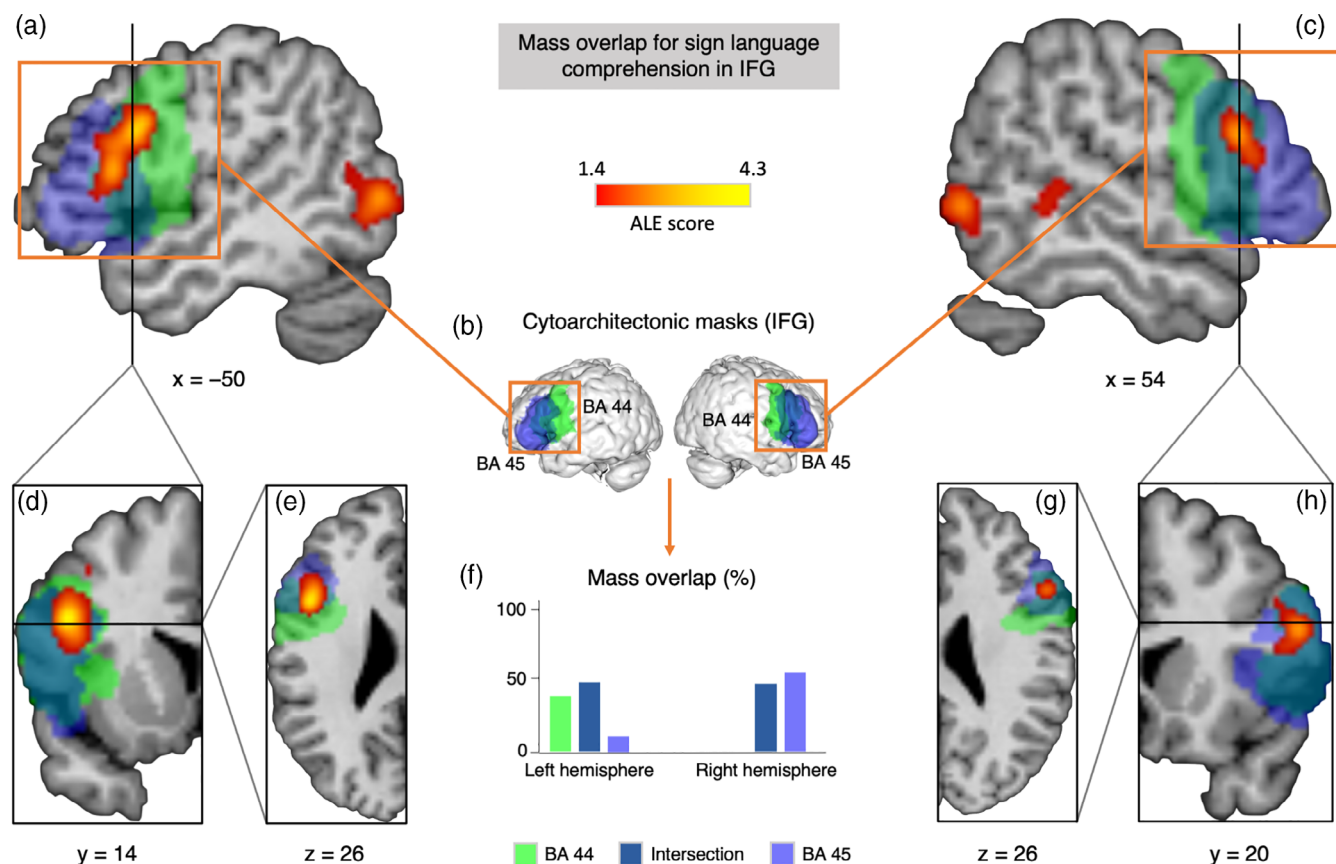 (a)
Mass overlap for sign language
comprehension in IFG
(c)
1.4
4.3
ALE score
x = −50
(b)
Cytoarchitectonic masks (IFG)
x = 54
BA 44
BA 45
BA 44
BA 45
(d)
(e)
(f)
Mass overlap (%)
100
50
0
Left hemisphere
Right hemisphere
(g)
(h)
y = 14
z = 26
BA 44
Intersection
BA 45
z = 26
y = 20